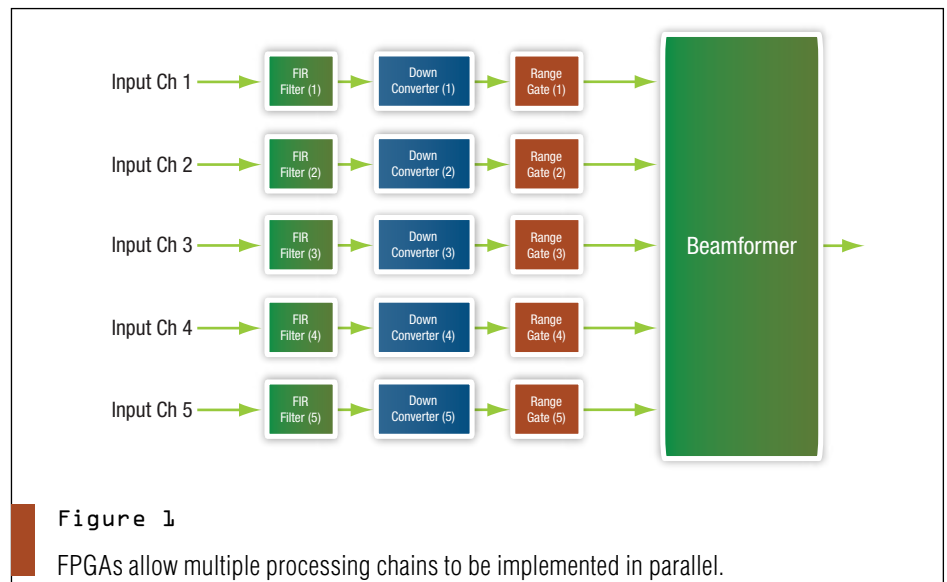 Input Ch 1
FIR
Filter (1)
Down
Converter (1)
Range
Gate (1)
Input Ch 2
FIR
Filter (2)
Down
Converter (2)
Range
Gate (2)
Input Ch 3
FIR
Filter (3)
Down
Converter (3)
Range
Gate (3)
Beamformer
Input Ch 4
FIR
Filter (4)
Down
Converter (4)
Range
Gate (4)
Input Ch 5
FIR
Filter (5)
Down
Converter (5)
Range
Gate (5)
Figure 1
FPGAs allow multiple processing chains to be implemented in parallel.